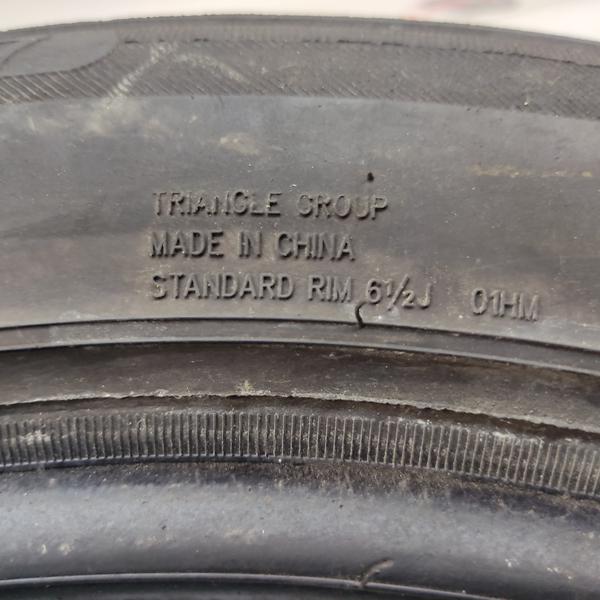 TRIANGLE GROUP
MADE IN CHINA
STANDARD RIM 6½J 01HM